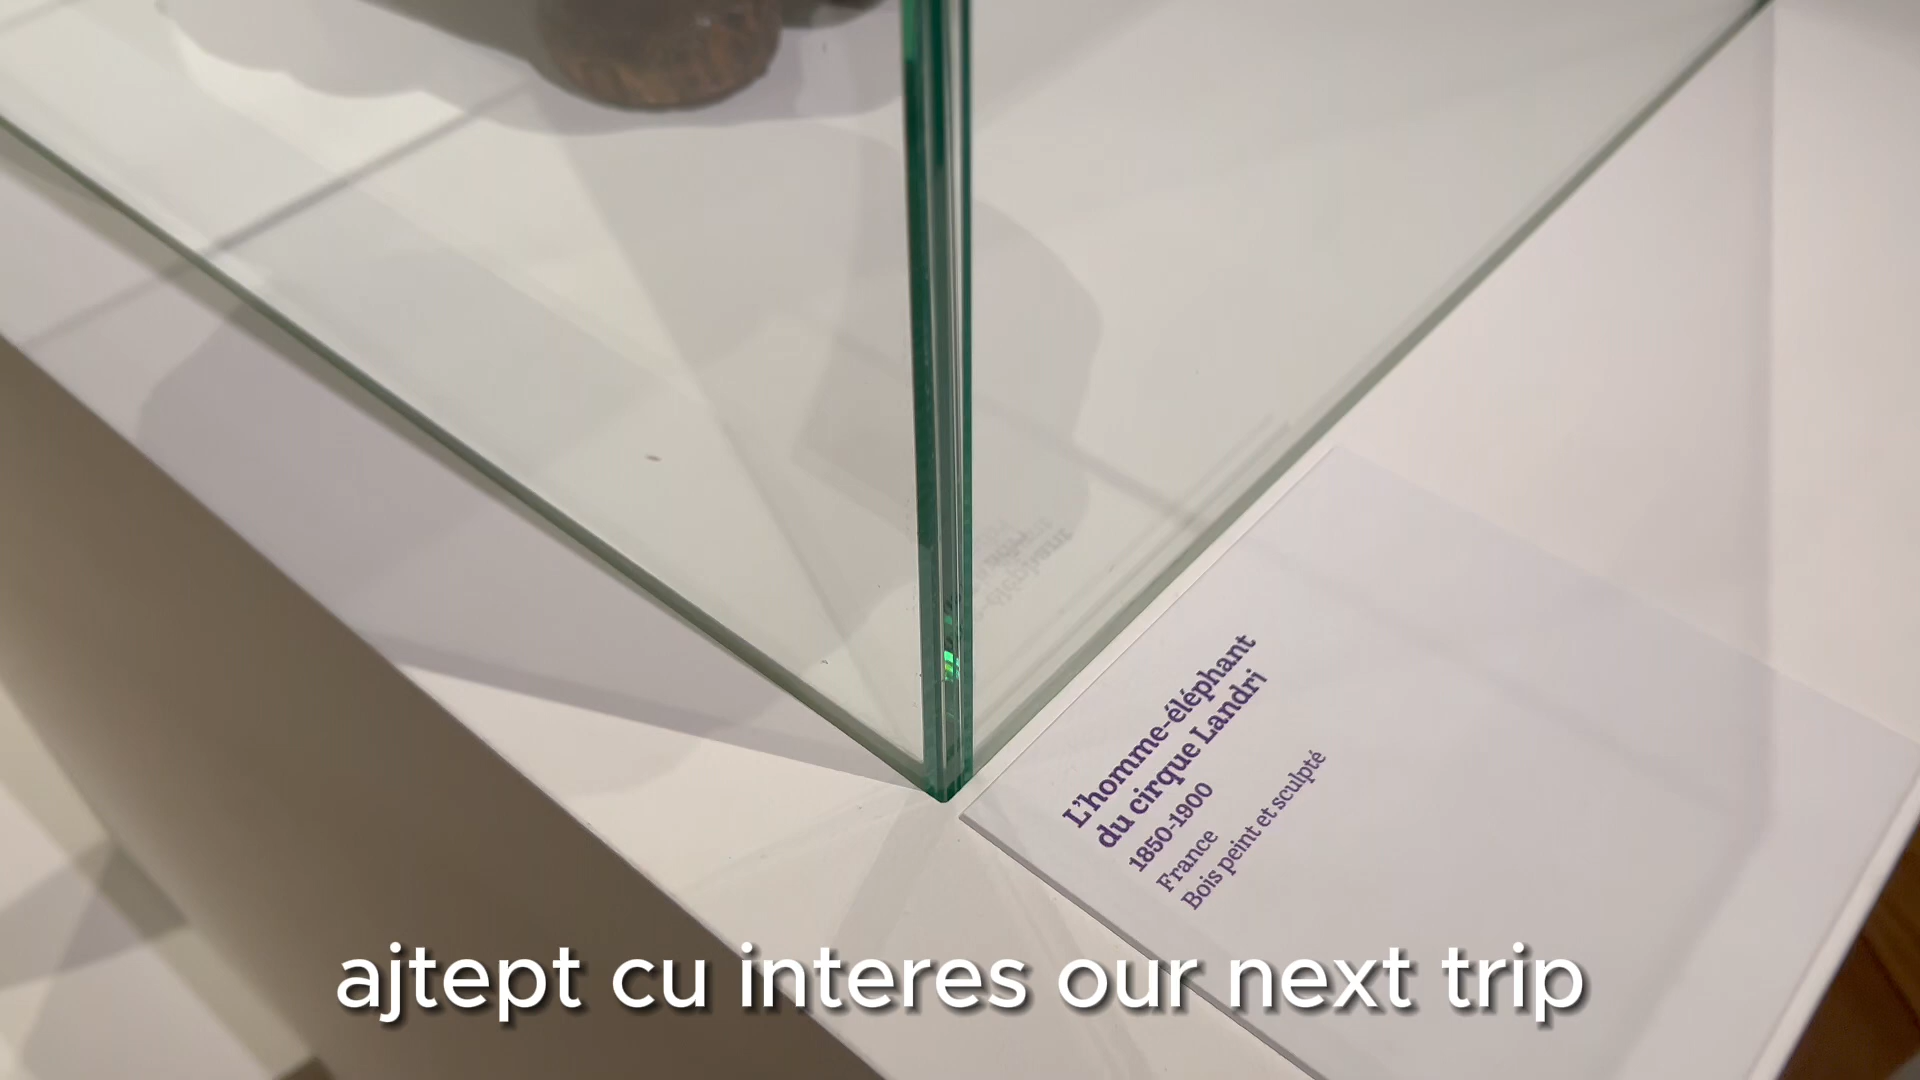 L'homme-éléphant
du cirque Landri
1850-1900
France
Bois peint et sculpté
ajtept cu interes our next trip